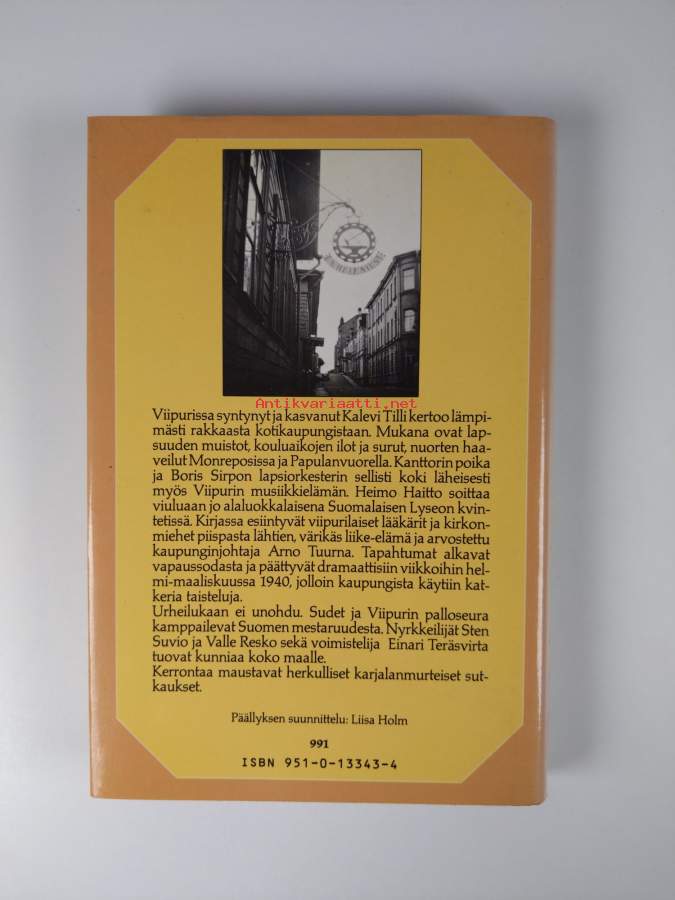 Antikvariaatti.net
Viipurissa syntynyt ja kasvanut Kalevi Tilli kertoo lämpi-
mästi rakkaasta kotikaupungistaan. Mukana ovat lap-
suuden muistot, kouluaikojen ilot ja surut, nuorten haa-
veilut Monreposissa ja Papulanvuorella. Kanttorin poika
ja Boris Sirpon lapsiorkesterin sellisti koki läheisesti
myös Viipurin musiikkielämän. Heimo Haitto soittaa
viuluaan jo alaluokkalaisena Suomalaisen Lyseon kvin-
tetissä. Kirjassa esiintyvät viipurilaiset lääkärit ja kirkon-
miehet piispasta lähtien, värikäs liike-elämä ja arvostettu
kaupunginjohtaja Arno Tuurna. Tapahtumat alkavat
vapaussodasta ja päättyvät dramaattisiin viikkoihin hel-
mi-maaliskuussa 1940, jolloin kaupungista käytiin kat-
keria taisteluja.
Urheilukaan ei unohdu. Sudet ja Viipurin palloseura
kamppailevat Suomen mestaruudesta. Nyrkkeilijät Sten
Suvio ja Valle Resko sekä voimistelija Einari Teräsvirta
tuovat kunniaa koko maalle.
Kerrontaa maustavat herkulliset karjalanmurteiset sut-
kaukset.
Päällyksen suunnittelu: Liisa Holm
991
ISBN 951-0-13343-4